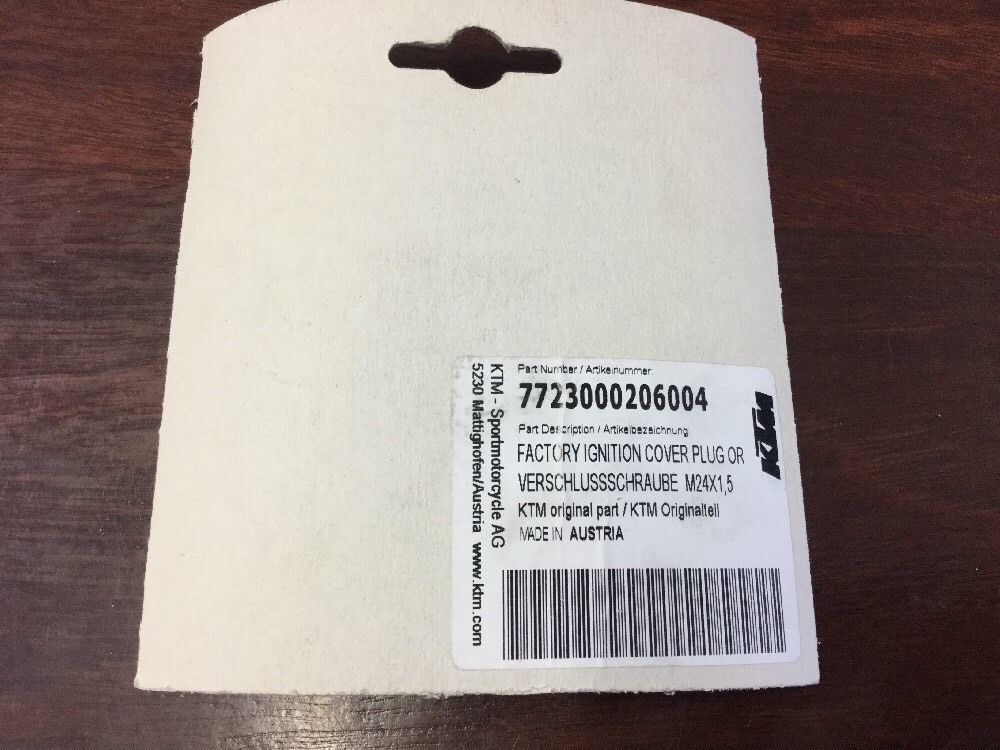 Part Number / Artikelnummer:
7723000206004
Part Description / Artikelbezeichnung:
FACTORY IGNITION COVER PLUG OR
VERSCHLUSSSCHRAUBE M24X1,5
KTM original part / KTM Originalteil
MADE IN AUSTRIA
KTM - Sportmotorcycle AG
5230 Mattighofen/Austria www.ktm.com
KTM